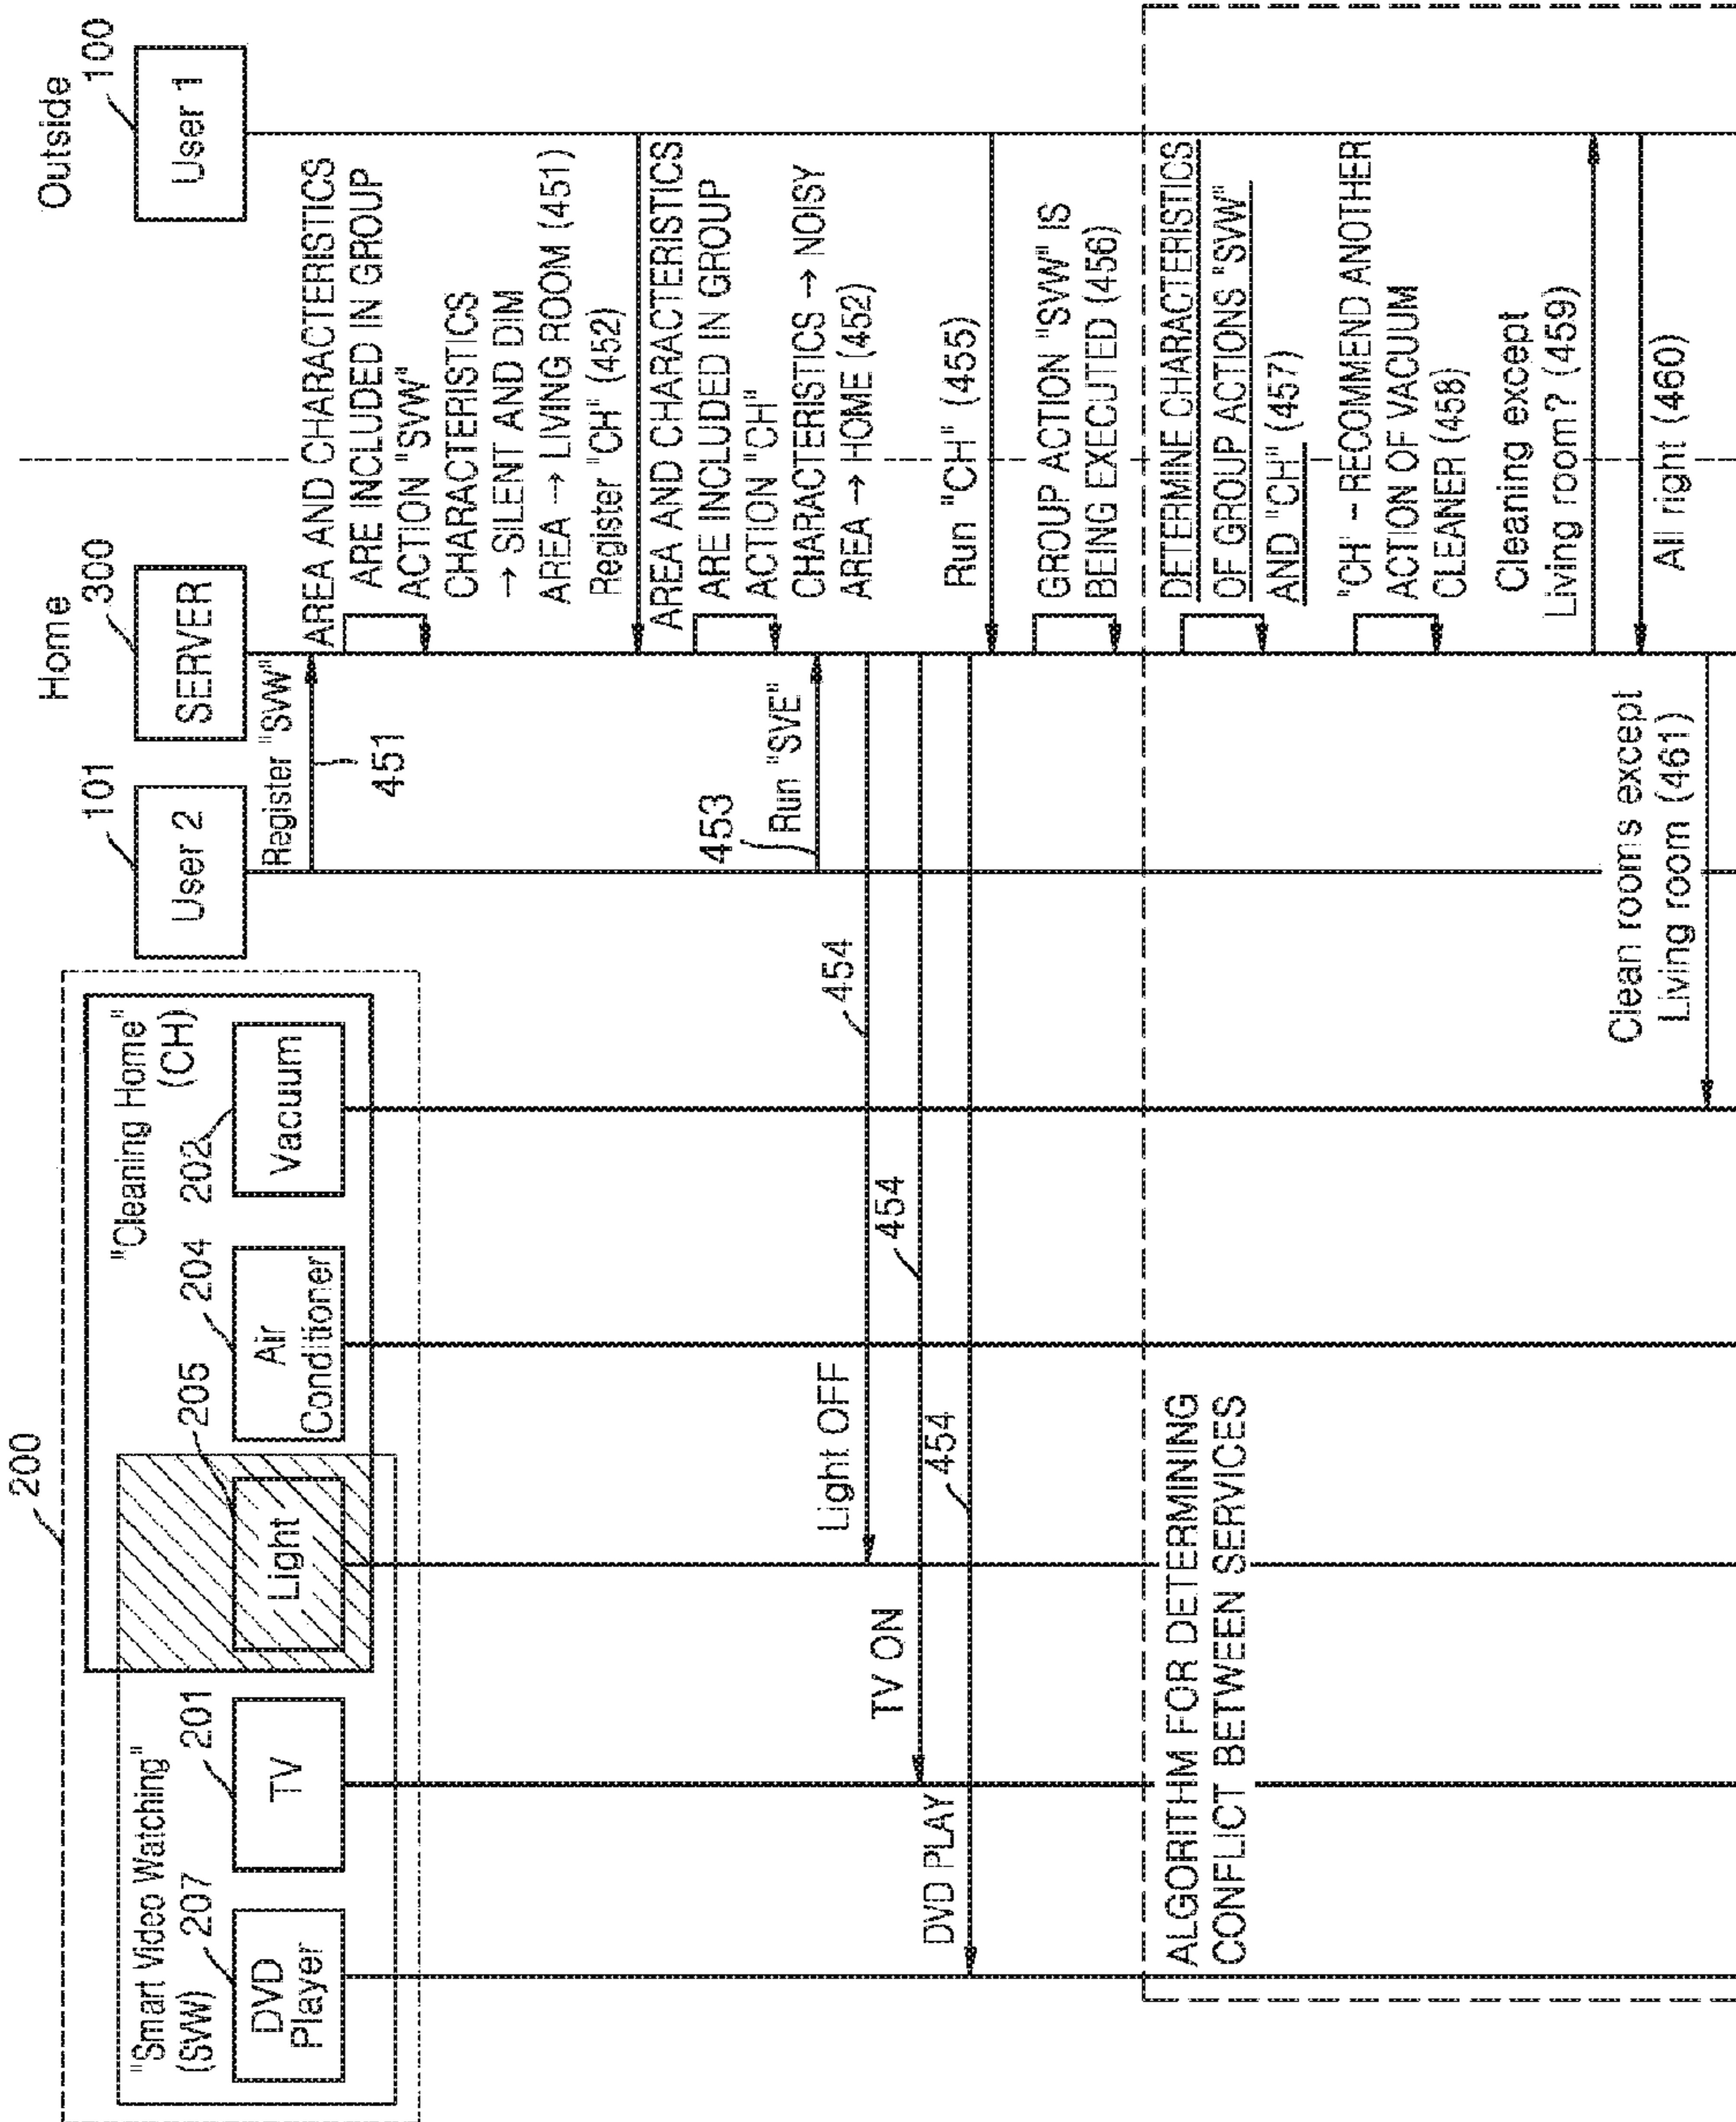 200
"Smart Video Watching"
(SVW)
207
DVD
Player
201
TV
205
Light
"Cleaning Home"
(CH)
204
Air
Conditioner
202
Vacuum
Home
Outside
101
User 2
300
SERVER
100
User 1
Register "SVW"
451
AREA AND CHARACTERISTICS
ARE INCLUDED IN GROUP
ACTION "SVW"
CHARACTERISTICS
→ SILENT AND DIM
AREA → LIVING ROOM (451)
Register "CH" (452)
AREA AND CHARACTERISTICS
ARE INCLUDED IN GROUP
ACTION "CH"
CHARACTERISTICS → NOISY
AREA → HOME (452)
453
Run "SVE"
Light OFF
454
TV ON
454
DVD PLAY
454
Run "CH" (455)
GROUP ACTION "SVW" IS
BEING EXECUTED (456)
ALGORITHM FOR DETERMINING
CONFLICT BETWEEN SERVICES
DETERMINE CHARACTERISTICS
OF GROUP ACTIONS "SVW"
AND "CH" (457)
"CH' - RECOMMEND ANOTHER
ACTION OF VACUUM
CLEANER (458)
Cleaning except
Living room? (459)
All right (460)
Clean rooms except
Living room (461)